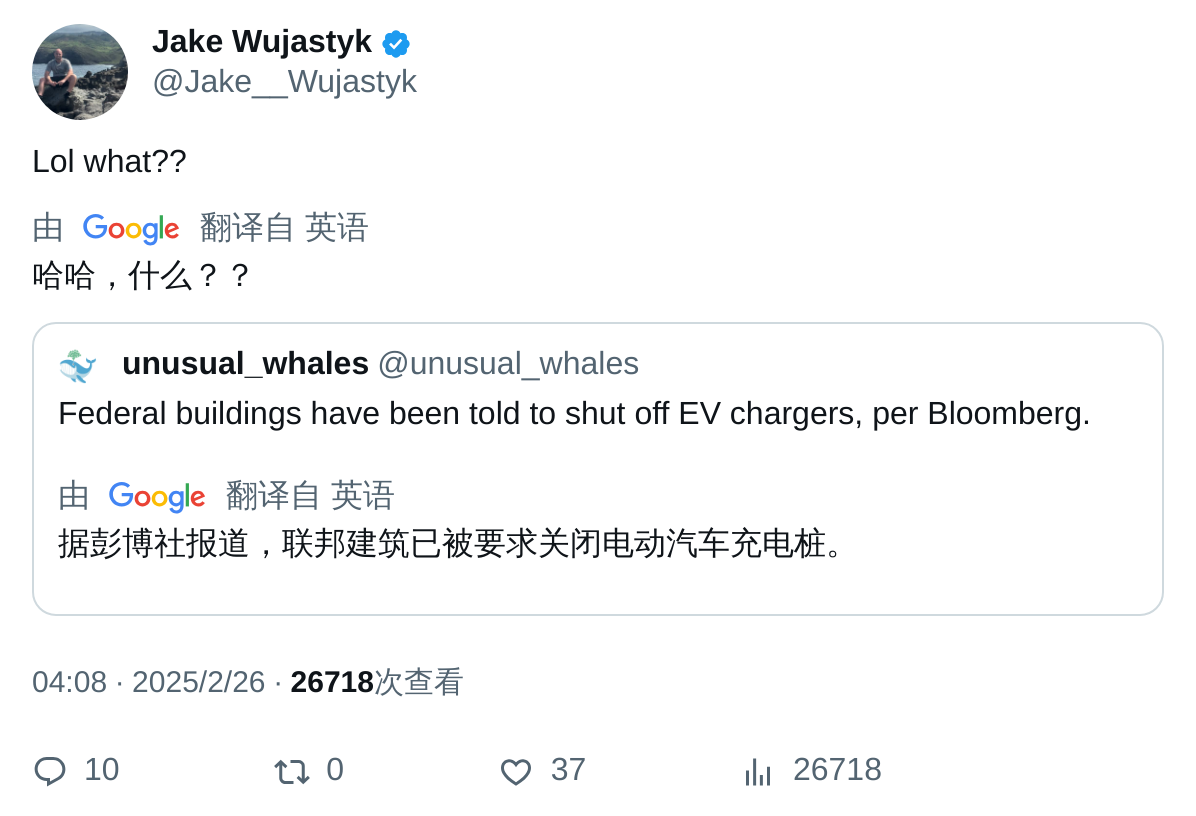 Jake Wujastyk
@Jake__Wujastyk
Lol what??
由 Google 翻译自 英语
哈哈，什么？？
unusual_whales @unusual_whales
Federal buildings have been told to shut off EV chargers, per Bloomberg.
由 Google 翻译自 英语
据彭博社报道，联邦建筑已被要求关闭电动汽车充电桩。
04:08 · 2025/2/26 · 26718次查看
10 0 37 26718